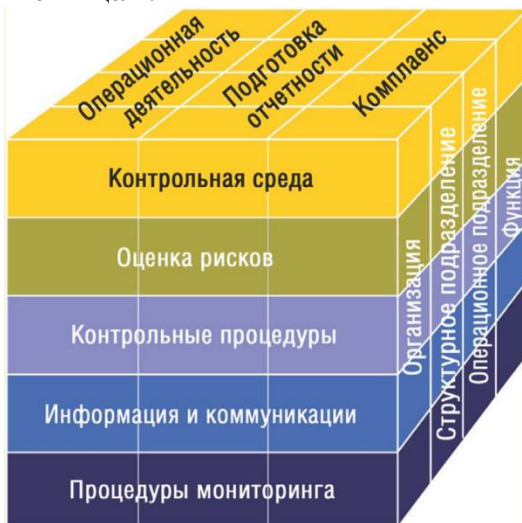 Операционная
деятельность
Подготовка
отчетности
Комплаенс
Контрольная среда
Оценка рисков
Контрольные процедуры
Информация и коммуникации
Процедуры мониторинга
Организация
Структурное подразделение
Операционное подразделение
Функция